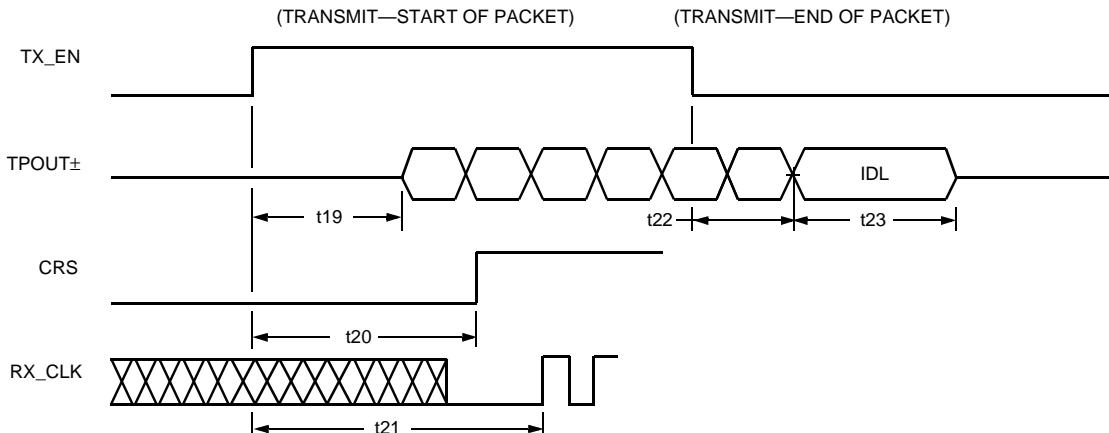 (TRANSMIT—START OF PACKET)
(TRANSMIT—END OF PACKET)
TX_EN
TPOUT±
IDL
t19
t22
t23
CRS
t20
RX_CLK
t21